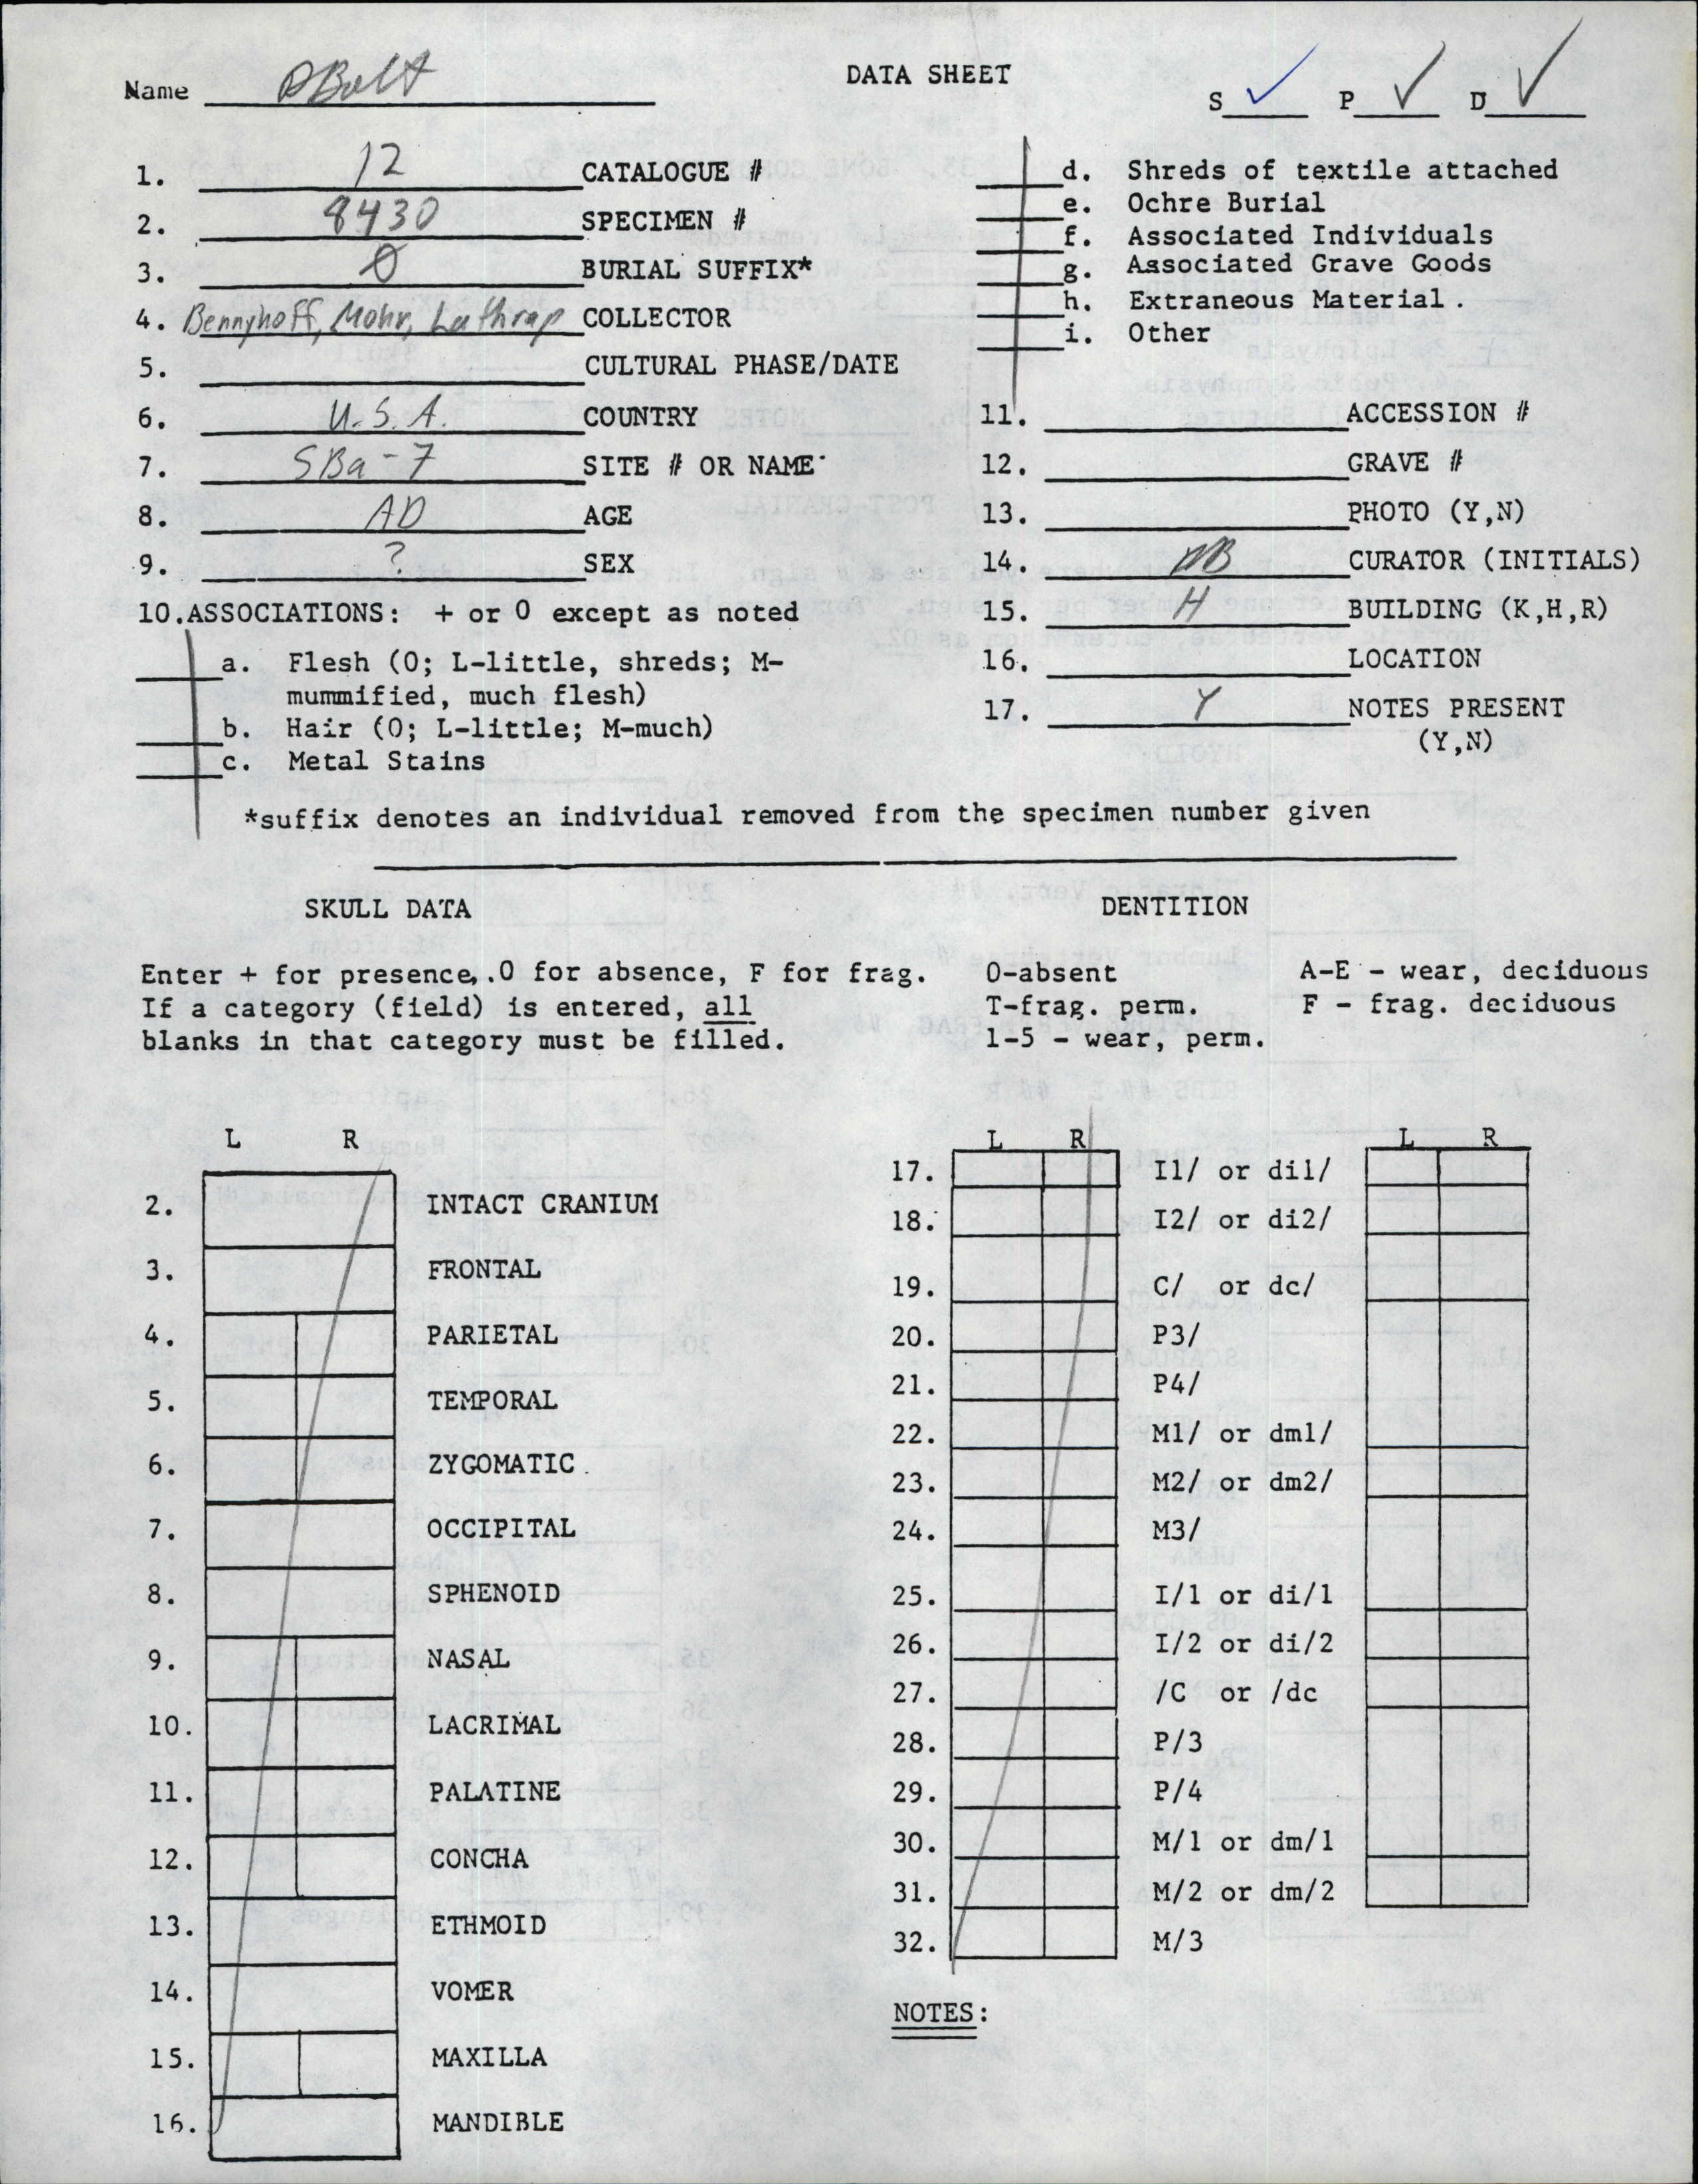 DATA SHEET
Name DBolt
S ✓ P ✓ D ✓
1. 12 CATALOGUE #
2. 8430 SPECIMEN #
3. 0 BURIAL SUFFIX*
4. Bennyhoff, Mohr, Lathrap COLLECTOR
5. CULTURAL PHASE/DATE
6. U.S.A. COUNTRY
7. SBa-7 SITE # OR NAME
8. AD AGE
9. ? SEX
10.ASSOCIATIONS: + or 0 except as noted
a. Flesh (0; L-little, shreds; M-
mummified, much flesh)
b. Hair (0; L-little; M-much)
c. Metal Stains
d. Shreds of textile attached
e. Ochre Burial
f. Associated Individuals
g. Associated Grave Goods
h. Extraneous Material.
i. Other
11. ACCESSION #
12. GRAVE #
13. PHOTO (Y,N)
14. DB CURATOR (INITIALS)
15. H BUILDING (K,H,R)
16. LOCATION
17. Y NOTES PRESENT
(Y,N)
*suffix denotes an individual removed from the specimen number given
SKULL DATA
Enter + for presence, 0 for absence, F for frag.
If a category (field) is entered, all
blanks in that category must be filled.
L R
2. INTACT CRANIUM
3. FRONTAL
4. PARIETAL
5. TEMPORAL
6. ZYGOMATIC
7. OCCIPITAL
8. SPHENOID
9. NASAL
10. LACRIMAL
11. PALATINE
12. CONCHA
13. ETHMOID
14. VOMER
15. MAXILLA
16. MANDIBLE
DENTITION
0-absent A-E - wear, deciduous
T-frag. perm. F - frag. deciduous
1-5 - wear, perm.
L R L R
17. I1/ or di1/
18. I2/ or di2/
19. C/ or dc/
20. P3/
21. P4/
22. M1/ or dm1/
23. M2/ or dm2/
24. M3/
25. I/1 or di/1
26. I/2 or di/2
27. /C or /dc
28. P/3
29. P/4
30. M/1 or dm/1
31. M/2 or dm/2
32. M/3
NOTES: